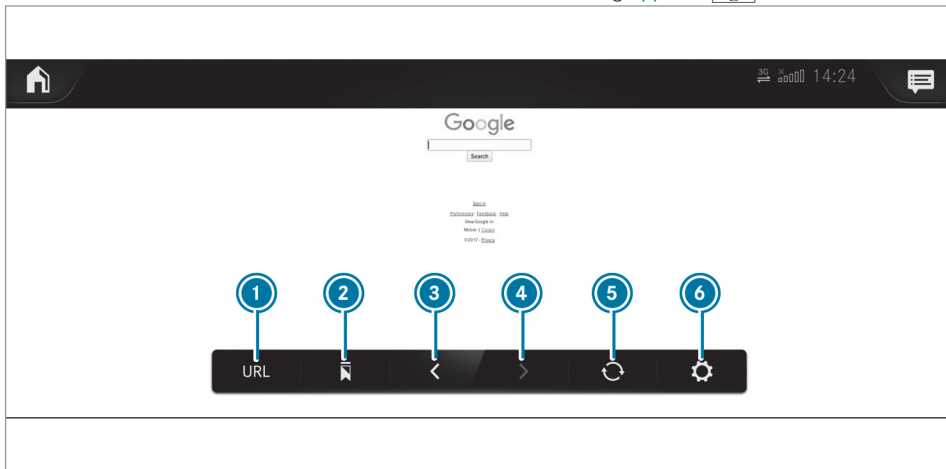 3G 14:24
Google
Search
Sign in
Preferences - Feedback - Help
View Google in:
Mobile | Classic
©2017 - Privacy
1 2 3 4 5 6
URL